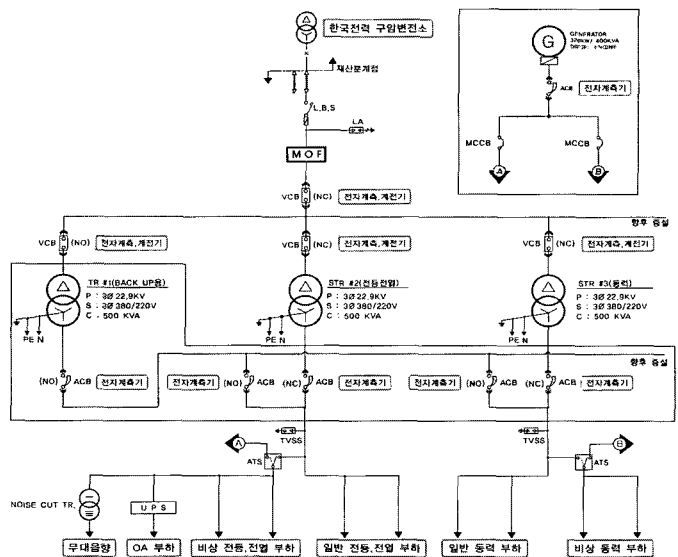 한국전력 구암변전소
재산분계점
L.B.S
LA
MOF
VCB (NC) 전자계측,계전기
G
GENERATOR
320KW/ 400KVA
ACB 전자계측기
MCCB MCCB
A B
향후 증설
VCB (NO) 전자계측,계전기 VCB (NC) 전자계측,계전기 VCB (NC) 전자계측,계전기
TR #1(BACK UP용) STR #2(전등전열) STR #3(동력)
P : 3Ø 22,9KV P : 3Ø 22,9KV P : 3Ø 22,9KV
S : 3Ø 380/220V S : 3Ø 380/220V S : 3Ø 380/220V
C . 500 KVA C : 500 KVA C : 500 KVA
PE N PE N PE N
향후 증설
(NO) ACB 전자계측기 전자계측기 (NO) ACB (NC) ACB 전자계측기 전자계측기 (NO) ACB (NC) ACB 전자계측기
TVSS TVSS
A B
ATS ATS
NOISE CUT TR, UPS
무대음향 OA 부하 비상 전등,전열 부하 일반 전등,전열 부하 일반 동력 부하 비상 동력 부하